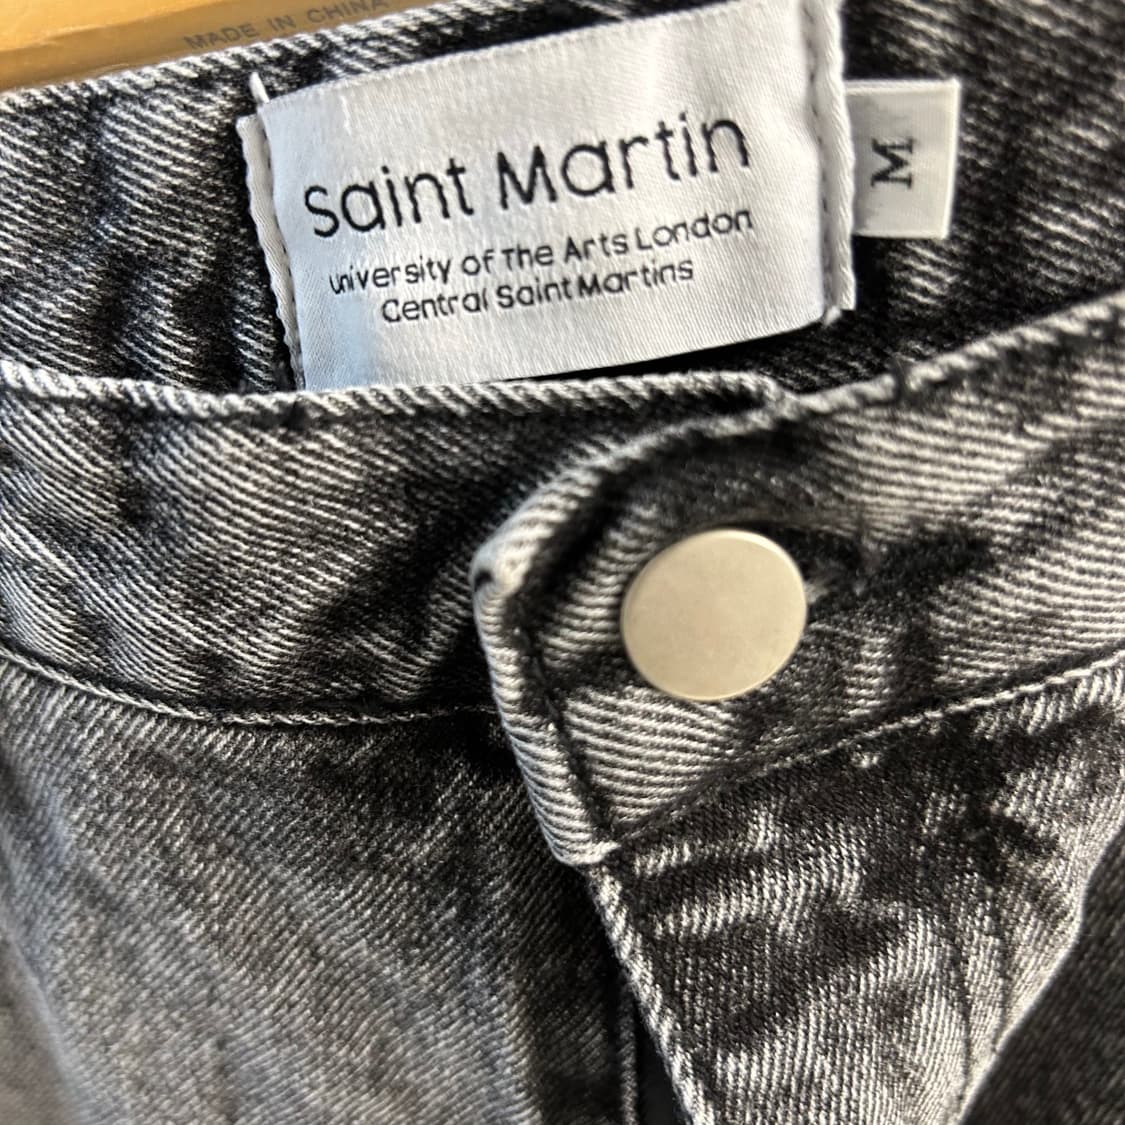 MADE IN CHINA
Saint Martin
university of The Arts London
Central Saint Martins
M